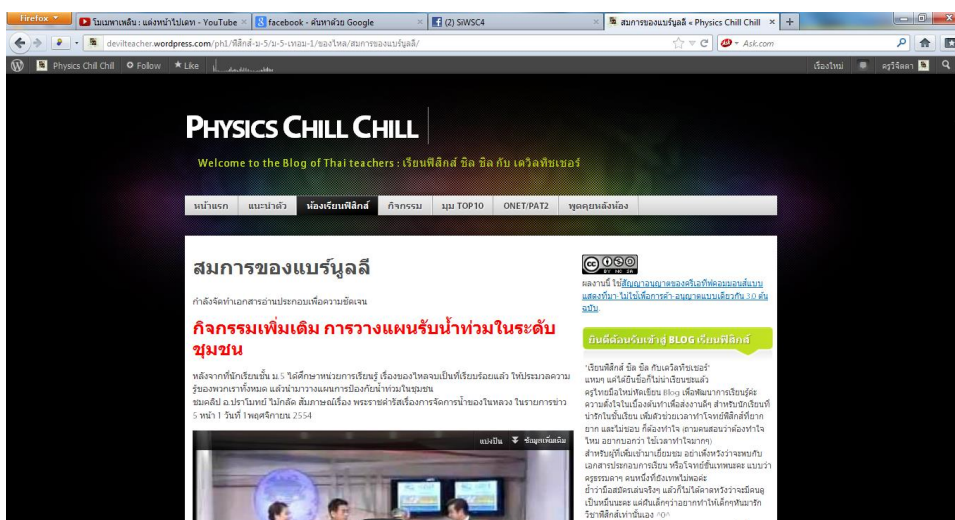 Firefox
โมเมพาเพลิน : แต่งหน้าไปเดท - YouTube
facebook - ค้นหาด้วย Google
(2) SiWSC4
สมการของแบร์นูลลี « Physics Chill Chill
devilteacher.wordpress.com/ph1/ฟิสิกส์-ม-5/ม-5-เทอม-1/ของไหล/สมการของแบร์นูลลี/
Ask.com
Physics Chill Chill Follow Like
เรื่องใหม่
ครูวิจิตตา
PHYSICS CHILL CHILL
Welcome to the Blog of Thai teachers : เรียนฟิสิกส์ ชิล ชิล กับ เดวิลทีชเชอร์
หน้าแรก แนะนำตัว ห้องเรียนฟิสิกส์ กิจกรรม มุม TOP10 ONET/PAT2 พูดคุยหลังห้อง
สมการของแบร์นูลลี
กำลังจัดทำเอกสารอ่านประกอบเพื่อความชัดเจน
กิจกรรมเพิ่มเติม การวางแผนรับน้ำท่วมในระดับ
ชุมชน
หลังจากที่นักเรียนชั้น ม.5 ได้ศึกษาหน่วยการเรียนรู้ เรื่องของไหลจนเป็นที่เรียบร้อยแล้ว ให้ประมวลความ
รู้ของพวกเราทั้งหมด แล้วนำมาวางแผนการป้องกันน้ำท่วมในชุมชน
ชมคลิป อ.ปราโมทย์ ไม้กลัด สัมภาษณ์เรื่อง พระราชดำรัสเรื่องการจัดการน้ำของในหลวง ในรายการข่าว
5 หน้า 1 วันที่ 1พฤศจิกายน 2554
แบ่งปัน ข้อมูลเพิ่มเติม
cc
BY NC SA
ผลงานนี้ ใช้สัญญาอนุญาตของครีเอทีฟคอมมอนส์แบบ
แสดงที่มา-ไม่ใช้เพื่อการค้า-อนุญาตแบบเดียวกัน 3.0 ต้น
ฉบับ.
ยินดีต้อนรับเข้าสู่ BLOG เรียนฟิสิกส์
"เรียนฟิสิกส์ ชิล ชิล กับเดวิลทีชเชอร์"
แหมๆ แค่ได้ยินชื่อก็ไม่น่าเรียนซะแล้ว
ครูไทยมือใหม่หัดเขียน Blog เพื่อพัฒนาการเรียนรู้ค่ะ
ความตั้งใจในเบื้องต้นทำเพื่อส่งงานดีๆ สำหรับนักเรียนที่
น่ารักในชั้นเรียน เพิ่มตัวช่วยเวลาทำโจทย์ฟิสิกส์ที่ยาก
ยาก และไม่ชอบ ก็ต้องทำใจ (ถามคนสอนว่าต้องทำใจ
ไหม อยากบอกว่า ใช้เวลาทำใจมากๆ)
สำหรับผู้ที่เพิ่มเข้ามาเยี่ยมชม อย่าเพิ่งหวังว่าจะพบกับ
เอกสารประกอบการเรียน หรือโจทย์ขั้นเทพนะคะ แบบว่า
ครูธรรมดาๆ คนหนึ่งที่ยังเทพไม่พอค่ะ
ย้ำว่ามือสมัครเล่นจริงๆ แล้วก็ไม่ได้คาดหวังว่าจะมีคนดู
เป็นหมื่นนะคะ แค่ฝันเล็กๆว่าอยากทำให้เด็กๆหันมารัก
วิชาฟิสิกส์เท่านั้นเอง ^0^